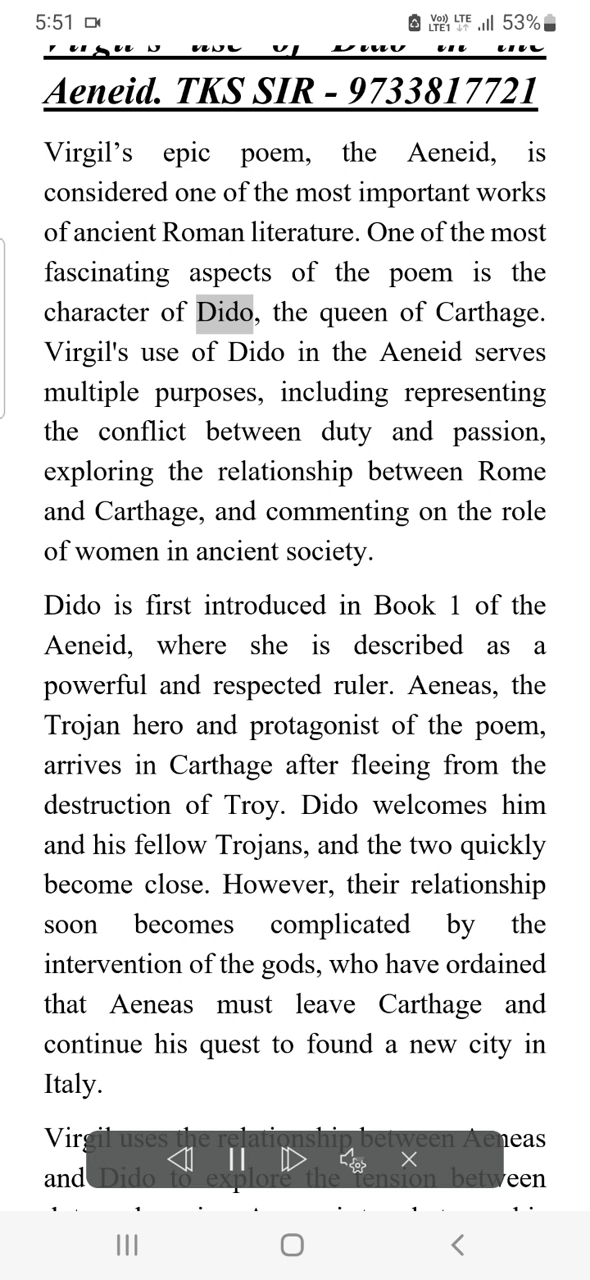 5:51 Vo)) LTE LTE1 53%
Virgil's use of Dido in the
Aeneid. TKS SIR - 9733817721
Virgil’s epic poem, the Aeneid, is
considered one of the most important works
of ancient Roman literature. One of the most
fascinating aspects of the poem is the
character of Dido, the queen of Carthage.
Virgil's use of Dido in the Aeneid serves
multiple purposes, including representing
the conflict between duty and passion,
exploring the relationship between Rome
and Carthage, and commenting on the role
of women in ancient society.
Dido is first introduced in Book 1 of the
Aeneid, where she is described as a
powerful and respected ruler. Aeneas, the
Trojan hero and protagonist of the poem,
arrives in Carthage after fleeing from the
destruction of Troy. Dido welcomes him
and his fellow Trojans, and the two quickly
become close. However, their relationship
soon becomes complicated by the
intervention of the gods, who have ordained
that Aeneas must leave Carthage and
continue his quest to found a new city in
Italy.
Virgil uses the relationship between Aeneas
and Dido to explore the tension between